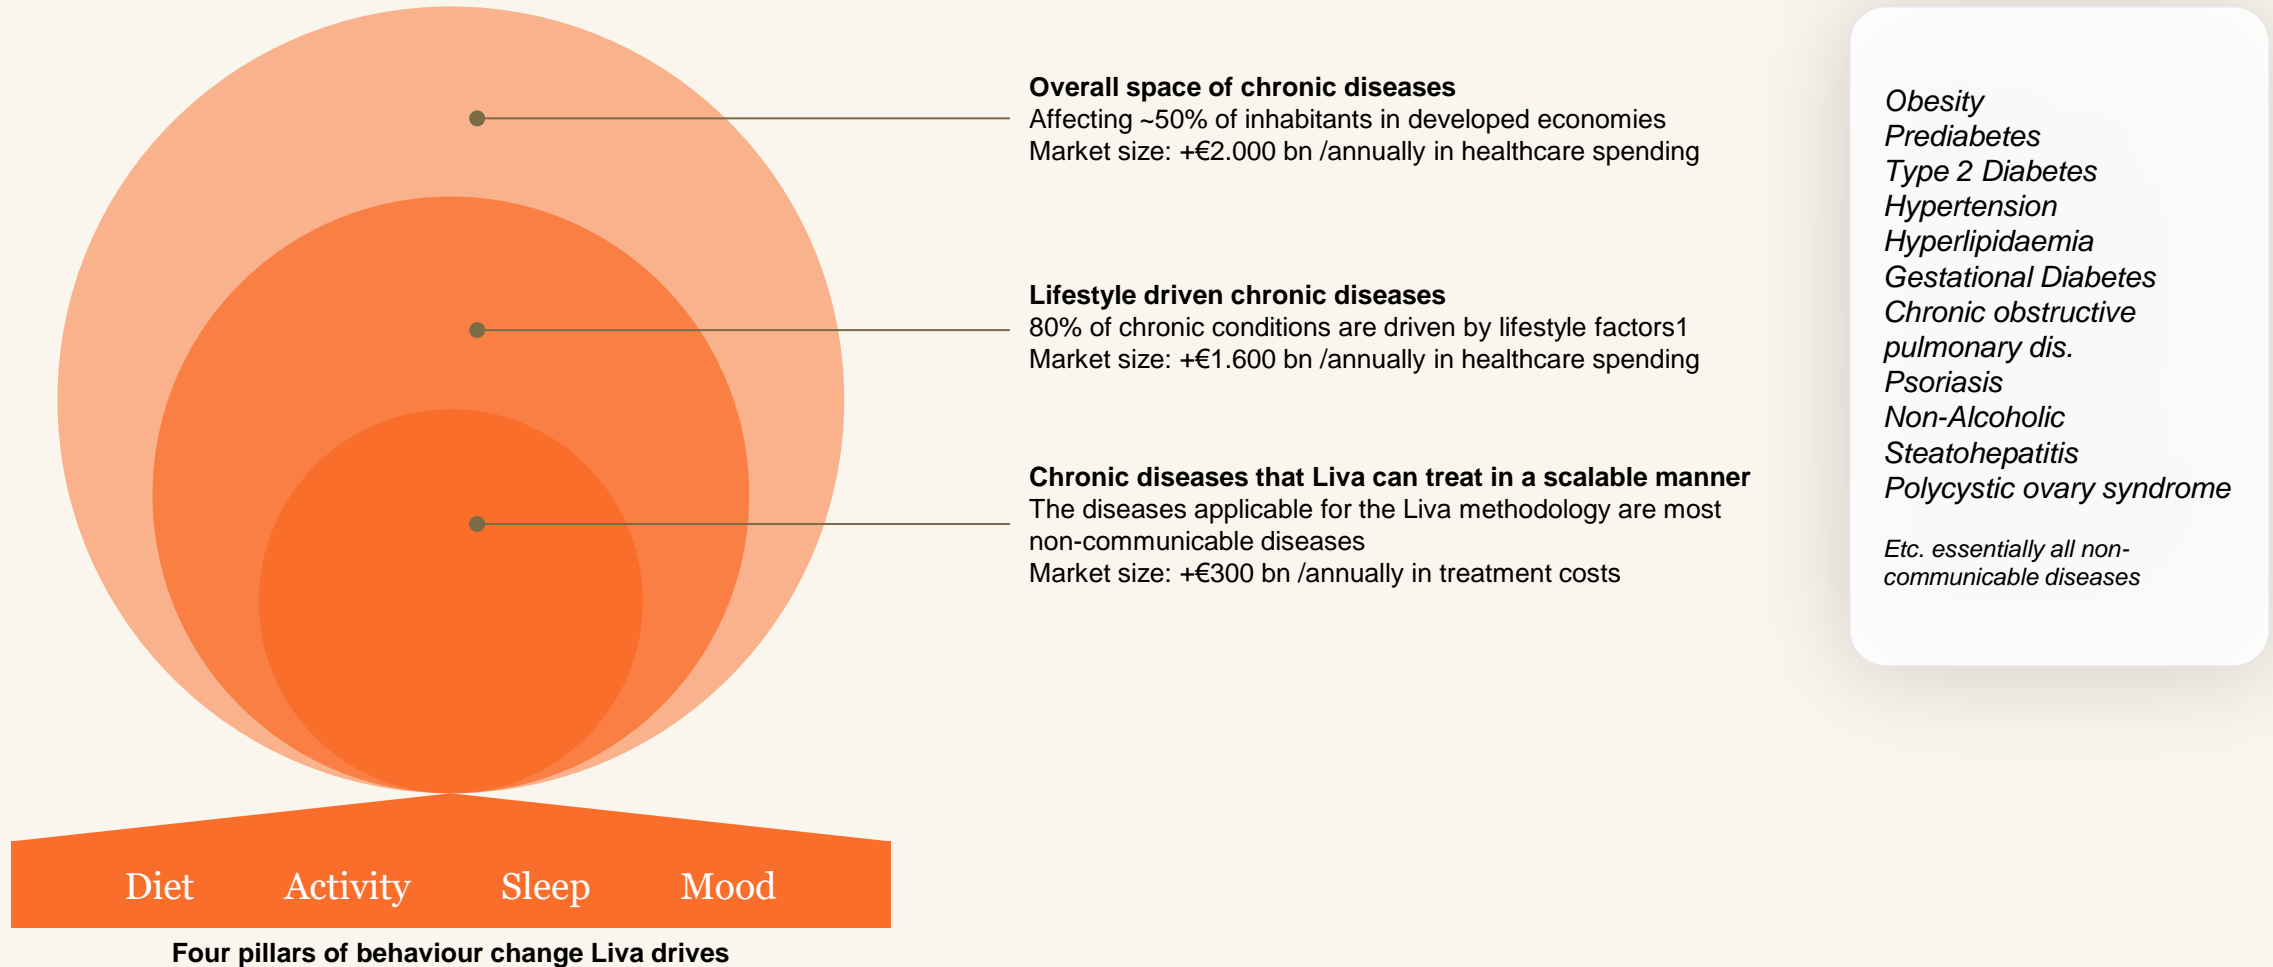 Overall space of chronic diseases
Affecting ~50% of inhabitants in developed economies
Market size: +€2.000 bn /annually in healthcare spending
Lifestyle driven chronic diseases
80% of chronic conditions are driven by lifestyle factors1
Market size: +€1.600 bn /annually in healthcare spending
Chronic diseases that Liva can treat in a scalable manner
The diseases applicable for the Liva methodology are most
non-communicable diseases
Market size: +€300 bn /annually in treatment costs
Obesity
Prediabetes
Type 2 Diabetes
Hypertension
Hyperlipidaemia
Gestational Diabetes
Chronic obstructive
pulmonary dis.
Psoriasis
Non-Alcoholic
Steatohepatitis
Polycystic ovary syndrome
Etc. essentially all non-
communicable diseases
Diet Activity Sleep Mood
Four pillars of behaviour change Liva drives